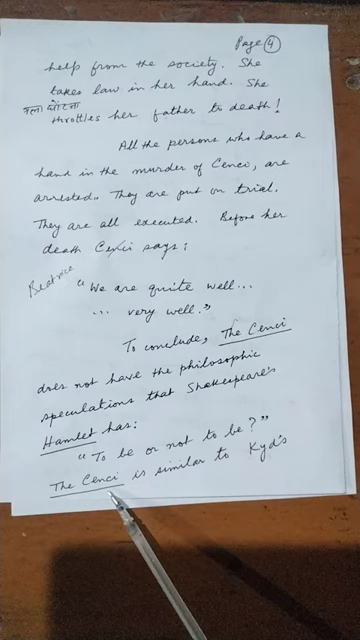 Page 4
help from the society. She
takes law in her hand. She
गला घोंटना
throttles her father to death!
All the persons who have a
hand in the murder of Cenci, are
arrested.. They are put on trial.
They are all executed. Before her
death Cenci says:
Beatrice
"We are quite well...
... very well."
To conclude, The Cenci
does not have the philosophic
speculations that Shakespeare's
Hamlet has:
"To be or not to be?"
The Cenci is similar to Kyd's